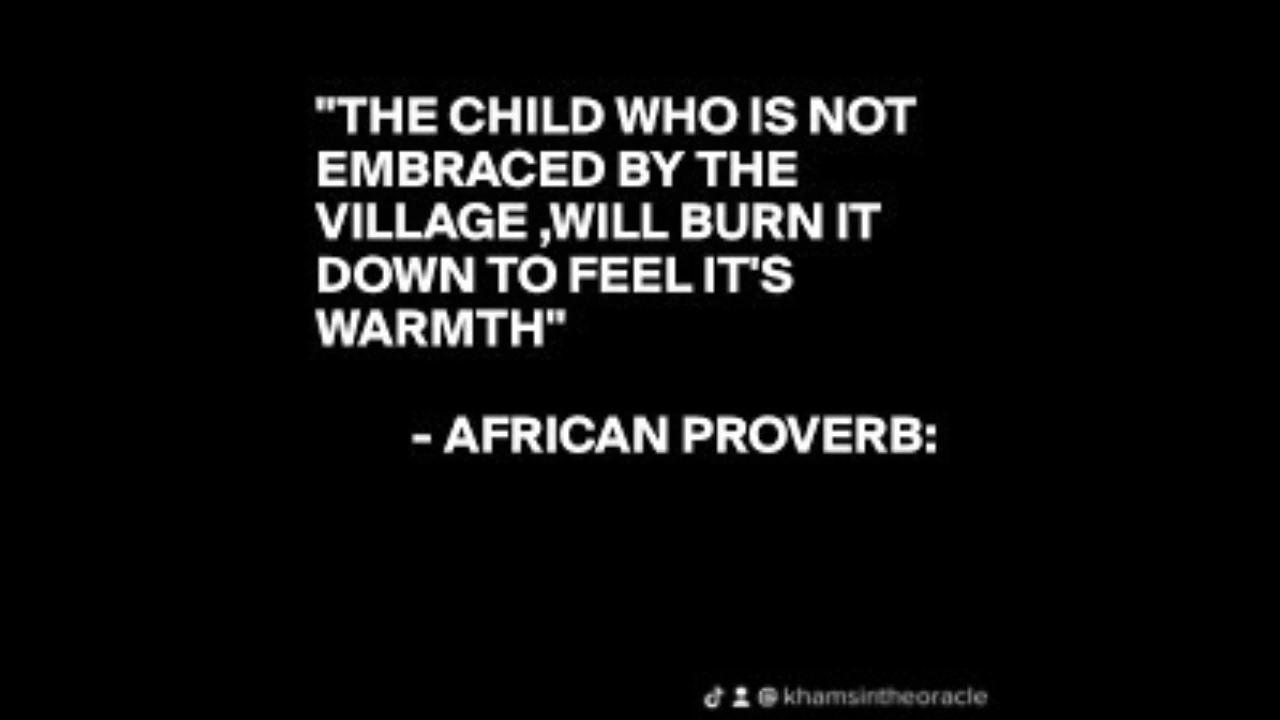 "THE CHILD WHO IS NOT
EMBRACED BY THE
VILLAGE ,WILL BURN IT
DOWN TO FEEL IT'S
WARMTH"
- AFRICAN PROVERB:
@khamsintheoracle